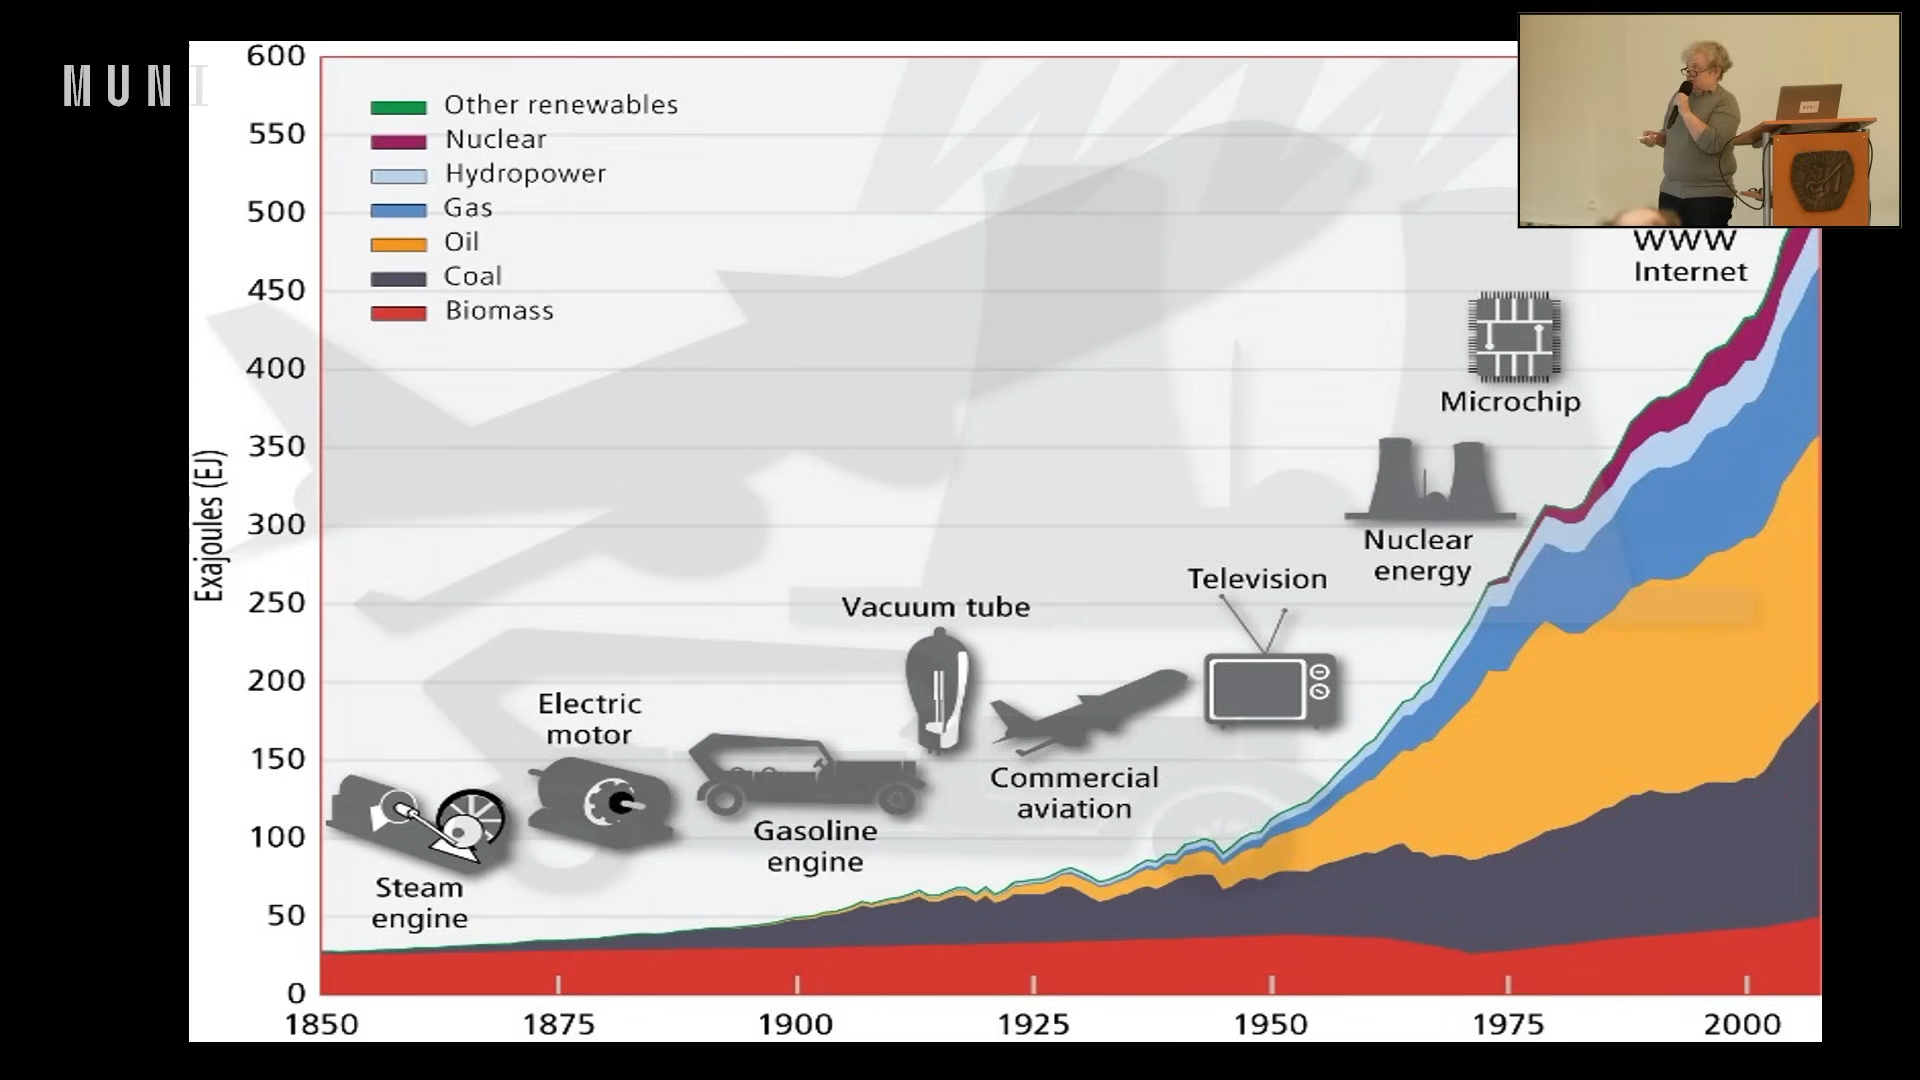 MUNI
600
550
500
450
400
350
300
250
200
150
100
50
0
Exajoules (EJ)
Other renewables
Nuclear
Hydropower
Gas
Oil
Coal
Biomass
WWW
Internet
Microchip
Nuclear
energy
Television
Vacuum tube
Commercial
aviation
Electric
motor
Gasoline
engine
Steam
engine
1850
1875
1900
1925
1950
1975
2000